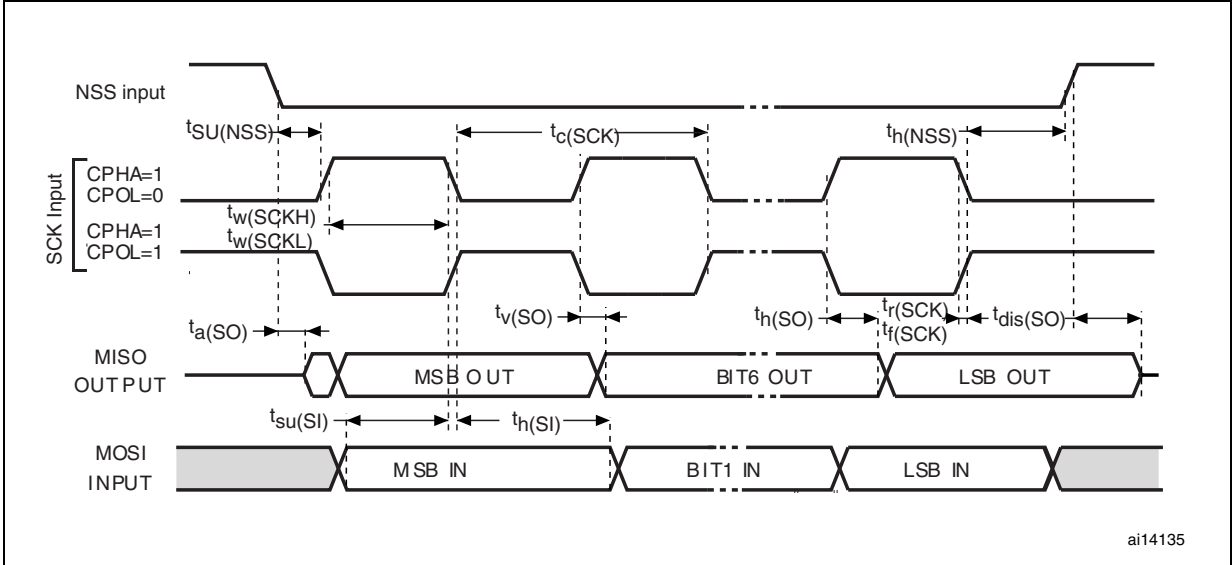 NSS input
tSU(NSS)
tc(SCK)
th(NSS)
SCK Input
CPHA=1
CPOL=0
tw(SCKH)
tw(SCKL)
CPHA=1
CPOL=1
ta(SO)
tv(SO)
th(SO)
tr(SCK)
tf(SCK)
tdis(SO)
MISO
OUTPUT
MSB OUT
BIT6 OUT
LSB OUT
tsu(SI)
th(SI)
MOSI
INPUT
MSB IN
BIT1 IN
LSB IN
ai14135